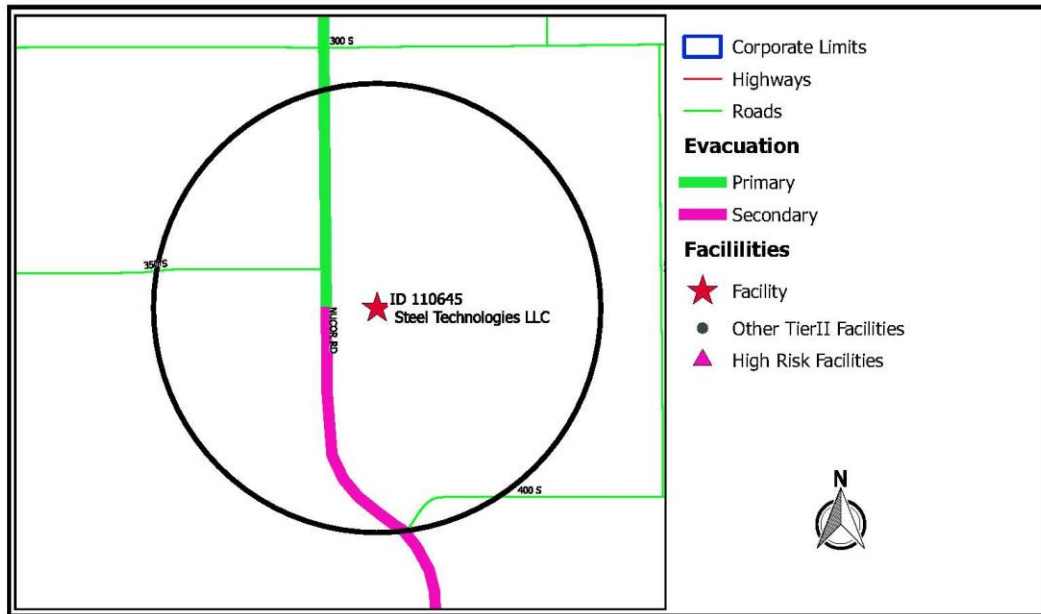 300 S
350 S
ID 110645
Steel Technologies LLC
NUCOR RD
400 S
Corporate Limits
Highways
Roads
Evacuation
Primary
Secondary
Facililities
Facility
Other TierII Facilities
High Risk Facilities
N